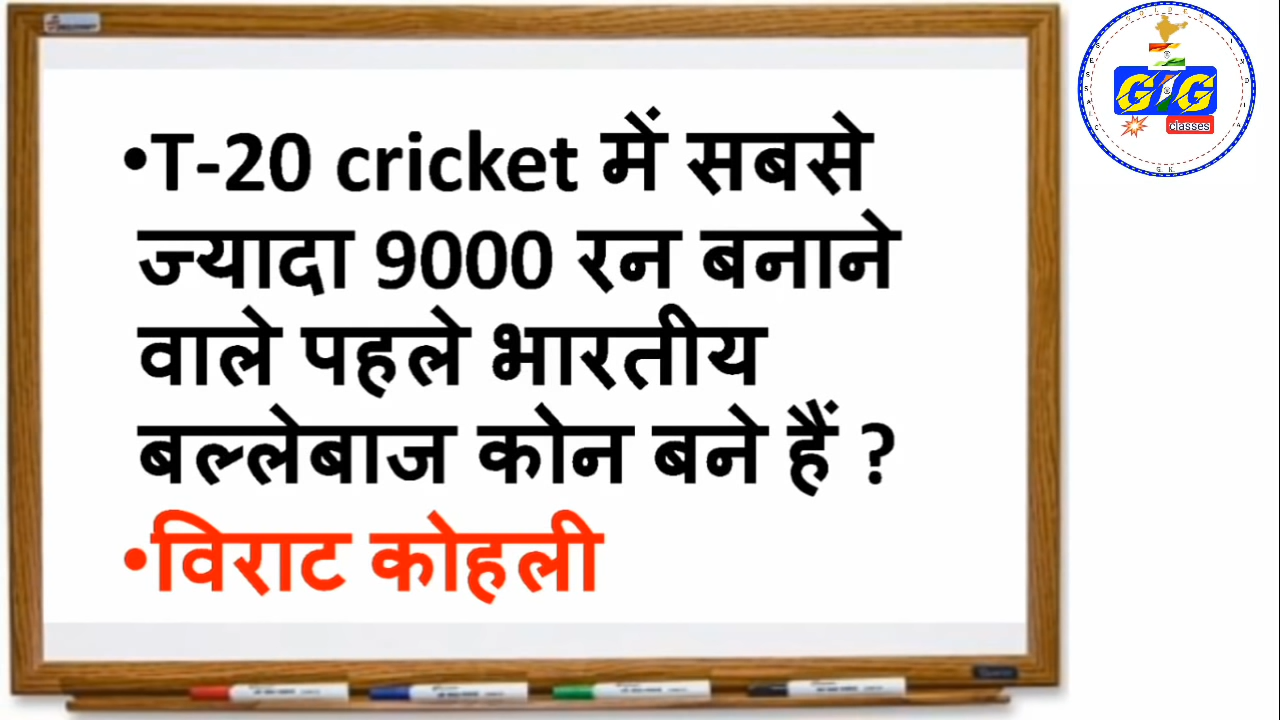 •T-20 cricket में सबसे
ज्यादा 9000 रन बनाने
वाले पहले भारतीय
बल्लेबाज कोन बने हैं ?
•विराट कोहली
GIG
classes